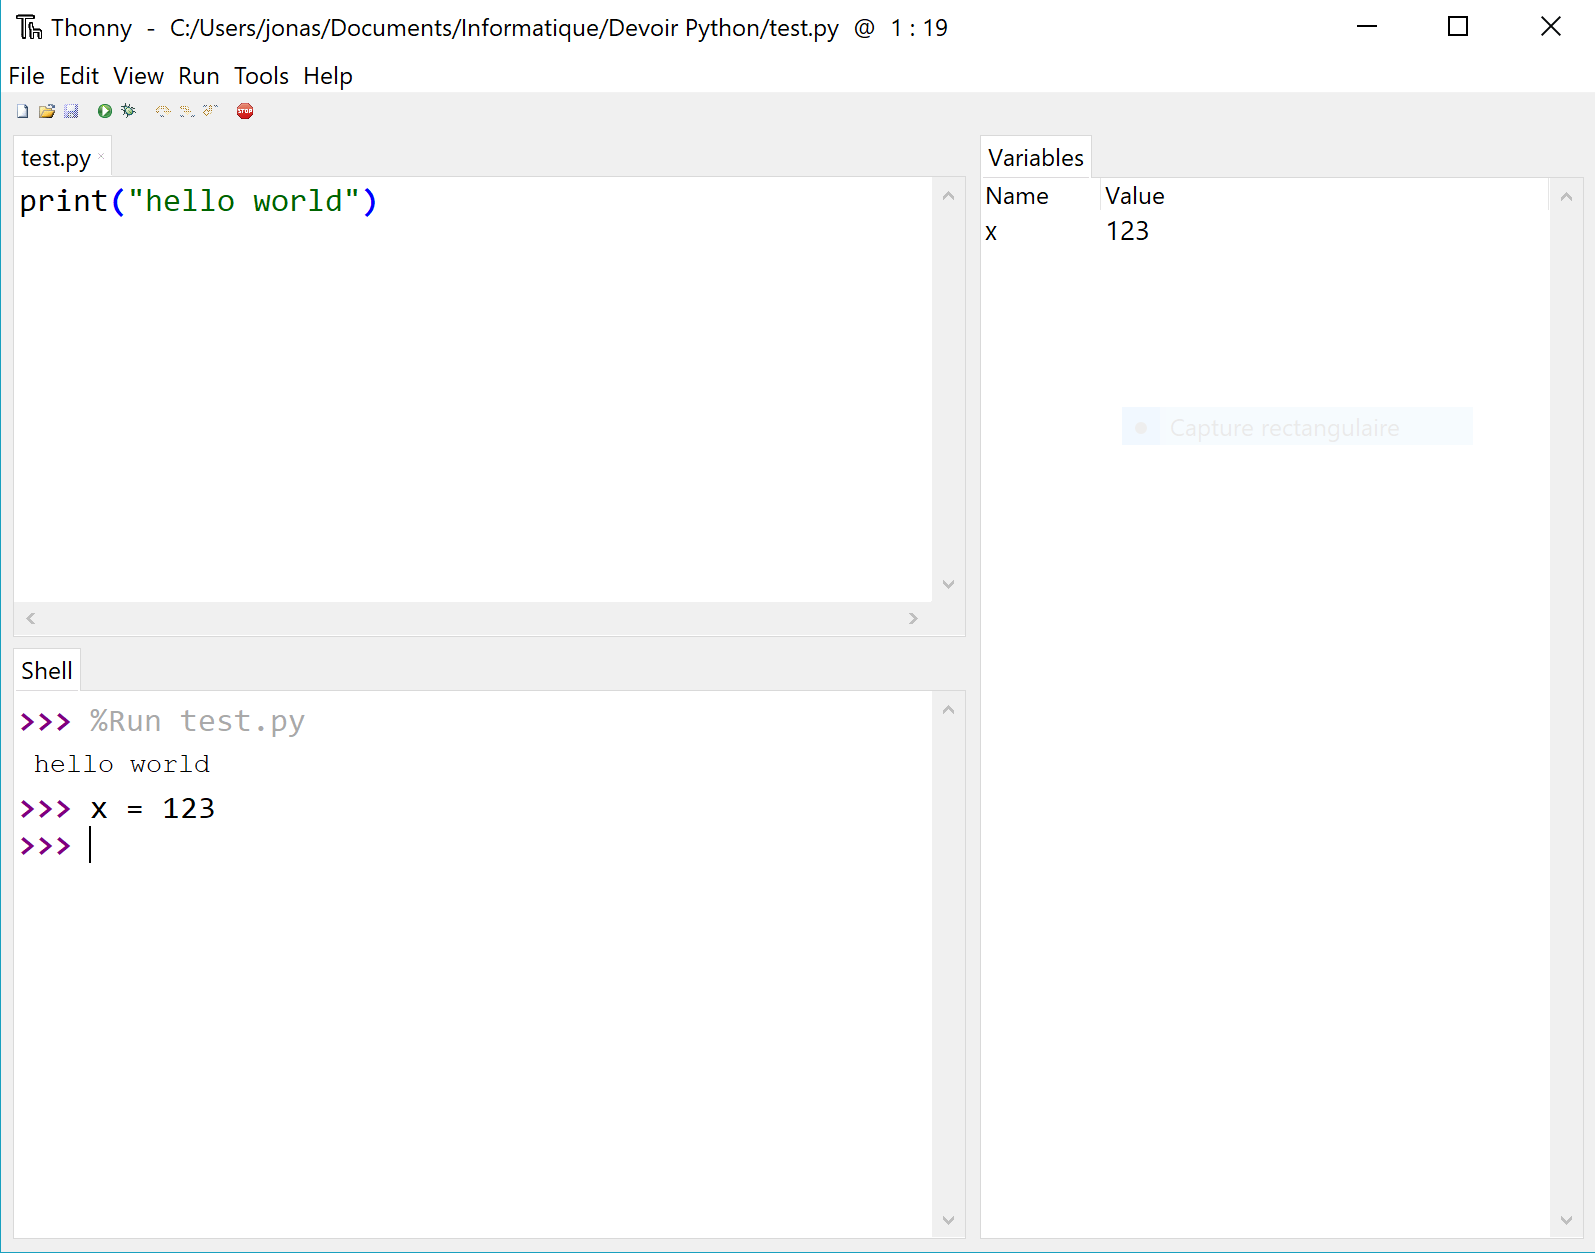 Thonny - C:/Users/jonas/Documents/Informatique/Devoir Python/test.py @ 1 : 19
File Edit View Run Tools Help
STOP
test.py
print("hello world")
Shell
>>> %Run test.py
hello world
>>> x = 123
>>>
Variables
Name Value
x 123
Capture rectangulaire